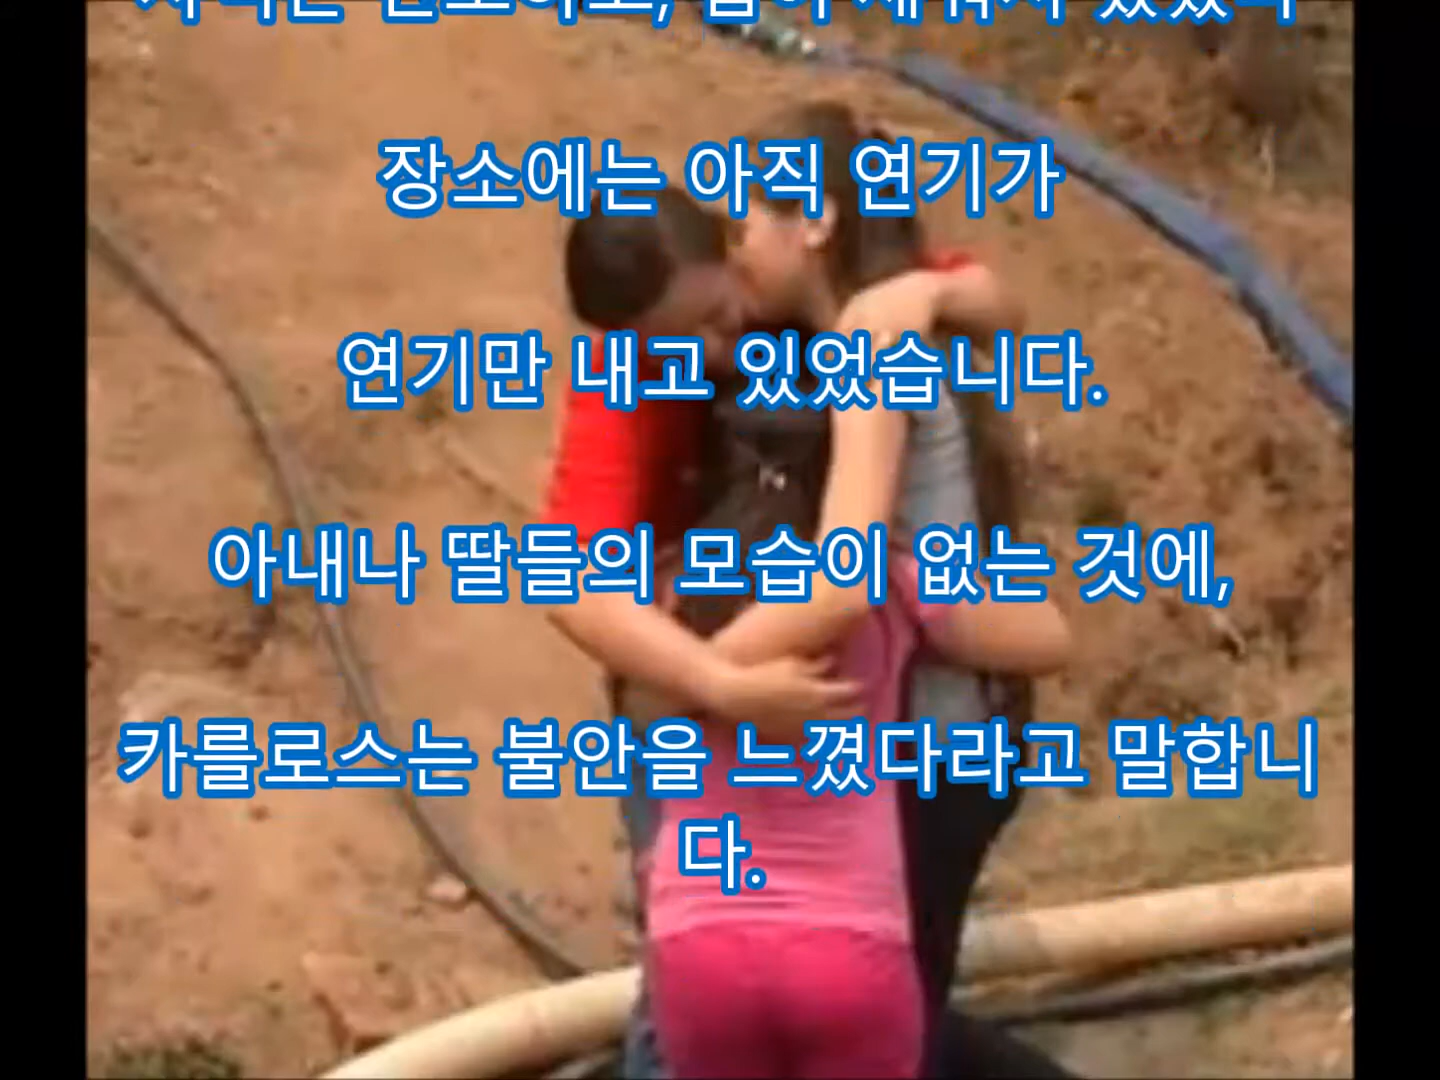 장소에는 아직 연기가
연기만 내고 있었습니다.
아내나 딸들의 모습이 없는 것에,
카를로스는 불안을 느꼈다라고 말합니
다.